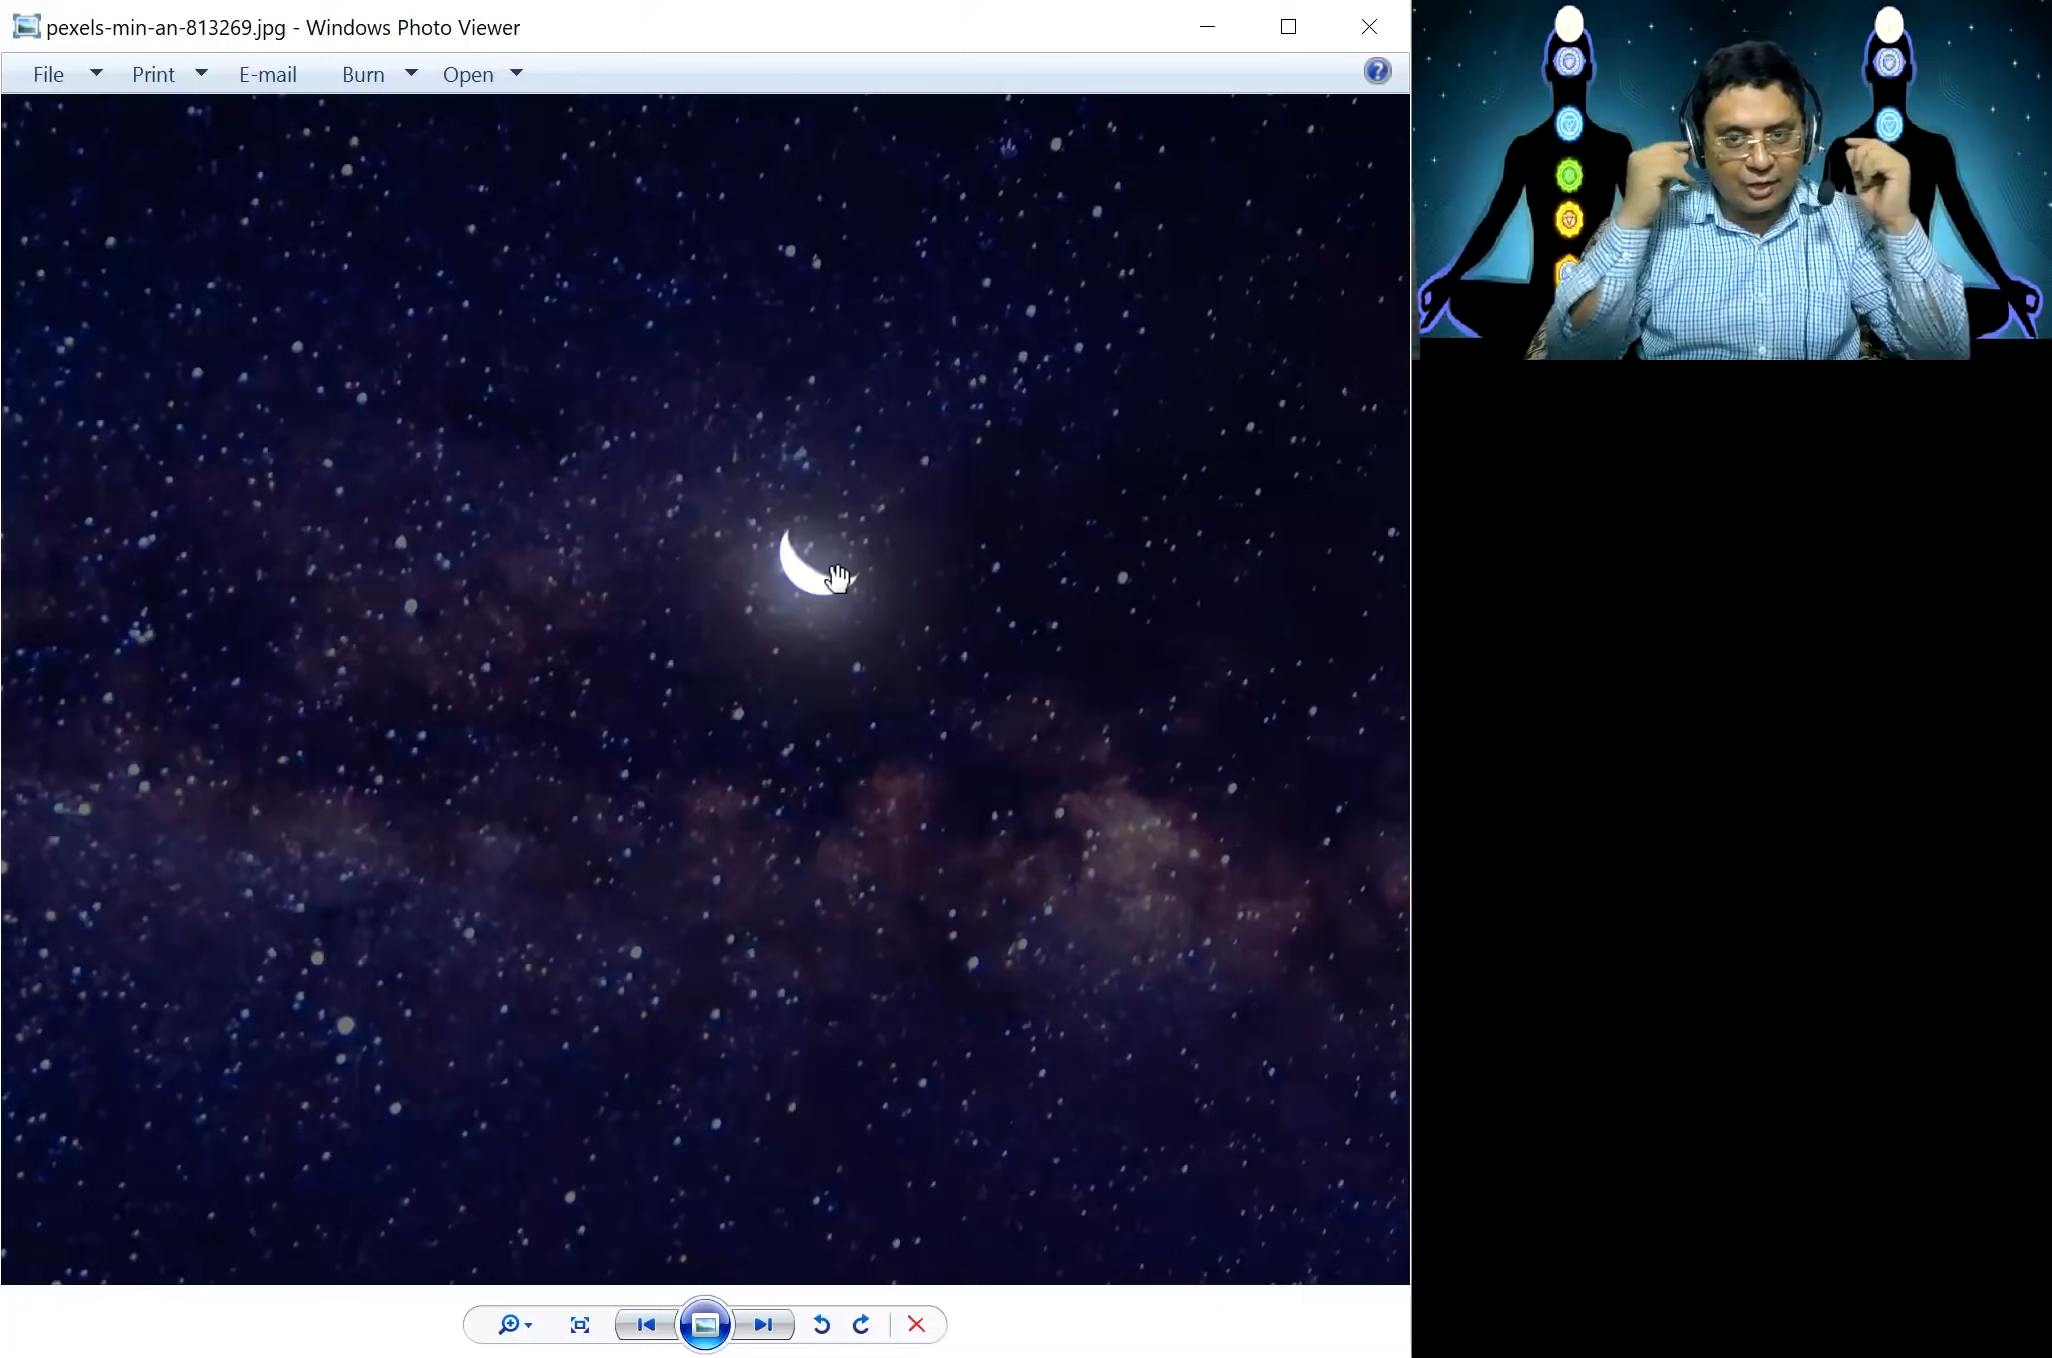 pexels-min-an-813269.jpg - Windows Photo Viewer
File Print E-mail Burn Open